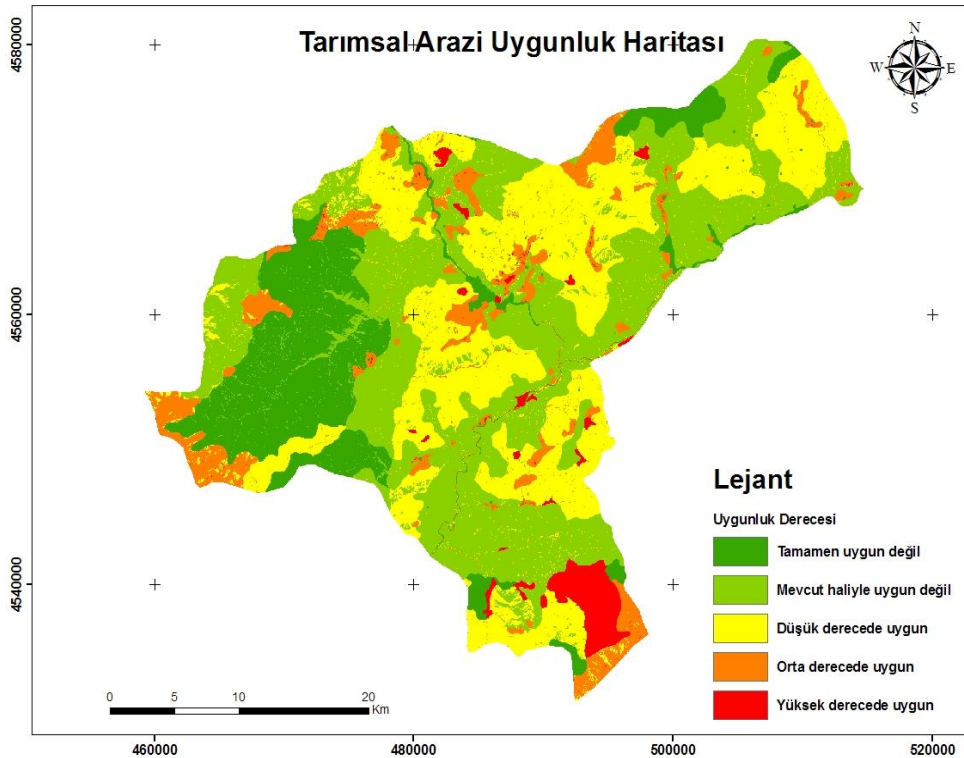 Tarımsal Arazi Uygunluk Haritası
N
W E
S
4580000
4560000
4540000
Lejant
Uygunluk Derecesi
Tamamen uygun değil
Mevcut haliyle uygun değil
Düşük derecede uygun
Orta derecede uygun
Yüksek derecede uygun
0 5 10 20
Km
460000 480000 500000 520000